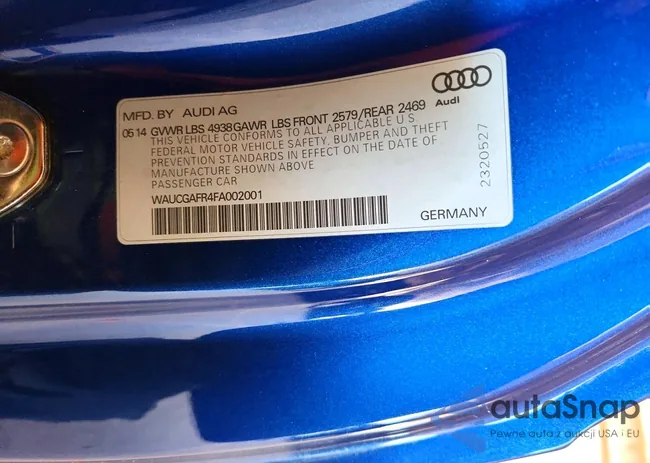 MFD. BY AUDI AG
Audi
0514 GVWR LBS 4938 GAWR LBS FRONT 2579/REAR 2469
THIS VEHICLE CONFORMS TO ALL APPLICABLE U.S.
FEDERAL MOTOR VEHICLE SAFETY, BUMPER AND THEFT
PREVENTION STANDARDS IN EFFECT ON THE DATE OF
MANUFACTURE SHOWN ABOVE
PASSENGER CAR
WAUCGAFR4FA002001
2320527
GERMANY
autaSnap
Pewne auta z aukcji USA i EU